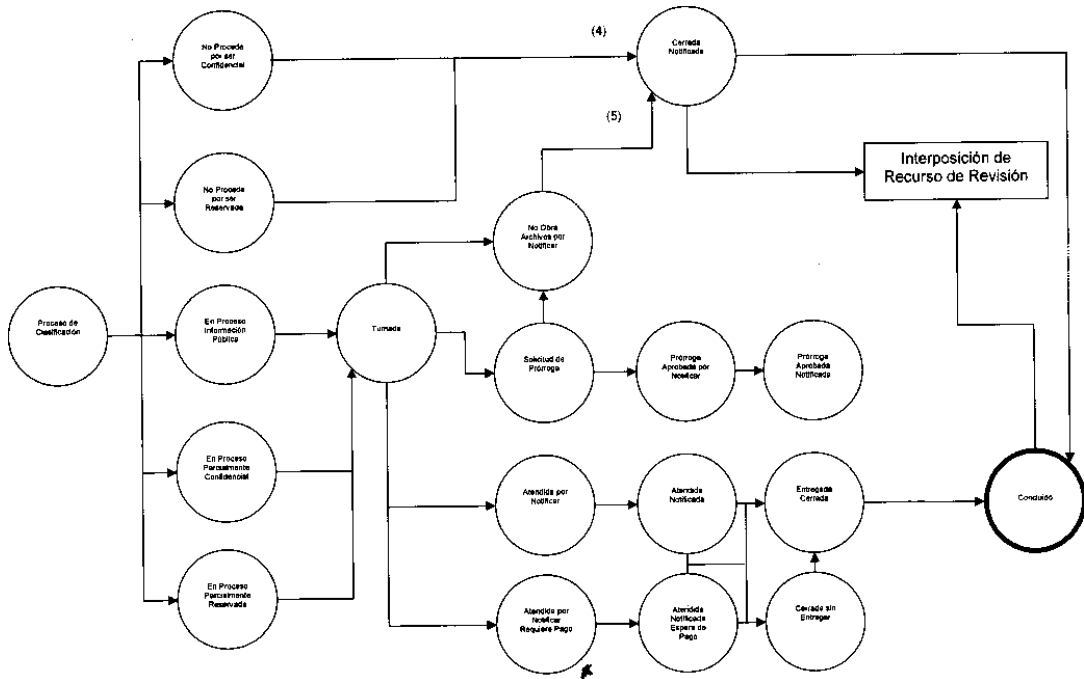 No Procede
por ser
Confidencial
(4)
Cerrada
Notificada
(5)
Interposición de
Recurso de Revisión
No Procede
por ser
Reservada
No Obra
Archivos por
Notificar
Proceso de
Clasificación
En Proceso
Información
Pública
Turnada
Solicitud de
Prórroga
Prórroga
Aprobada por
Notificar
Prórroga
Aprobada
Notificada
En Proceso
Parcialmente
Confidencial
Atendida por
Notificar
Atendida
Notificada
Entregada
Cerrada
Concluido
En Proceso
Parcialmente
Reservada
Atendida por
Notificar
Requiere Pago
Atendida
Notificada
Espera de
Pago
Cerrada sin
Entregar